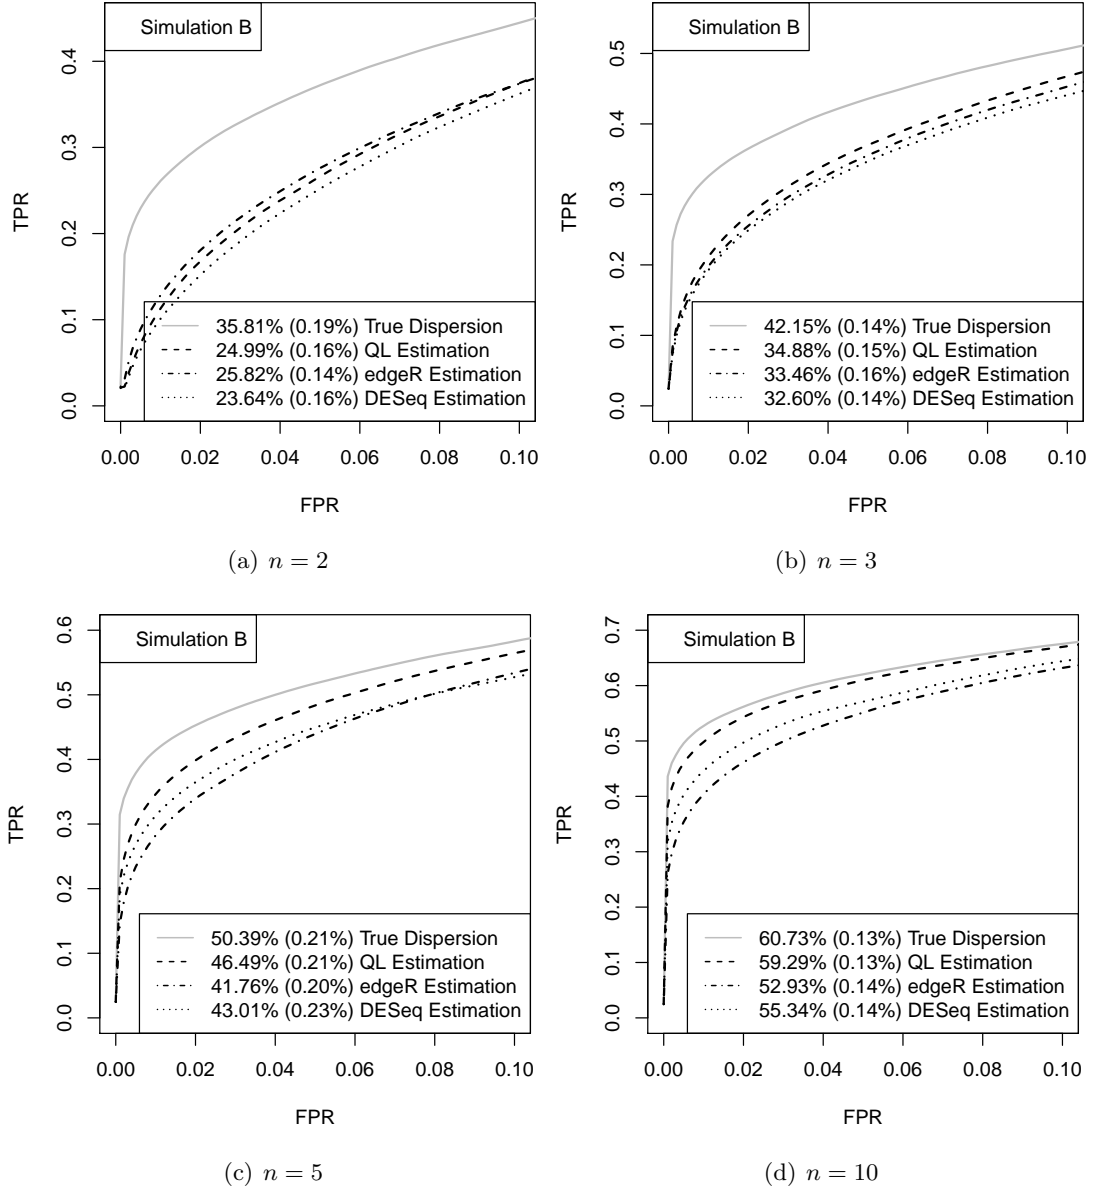 Simulation B
TPR
0.0
0.1
0.2
0.3
0.4
35.81% (0.19%) True Dispersion
24.99% (0.16%) QL Estimation
25.82% (0.14%) edgeR Estimation
23.64% (0.16%) DESeq Estimation
0.00 0.02 0.04 0.06 0.08 0.10
FPR
(a) n = 2
Simulation B
TPR
0.0
0.1
0.2
0.3
0.4
0.5
42.15% (0.14%) True Dispersion
34.88% (0.15%) QL Estimation
33.46% (0.16%) edgeR Estimation
32.60% (0.14%) DESeq Estimation
0.00 0.02 0.04 0.06 0.08 0.10
FPR
(b) n = 3
Simulation B
TPR
0.0
0.1
0.2
0.3
0.4
0.5
0.6
50.39% (0.21%) True Dispersion
46.49% (0.21%) QL Estimation
41.76% (0.20%) edgeR Estimation
43.01% (0.23%) DESeq Estimation
0.00 0.02 0.04 0.06 0.08 0.10
FPR
(c) n = 5
Simulation B
TPR
0.0
0.1
0.2
0.3
0.4
0.5
0.6
0.7
60.73% (0.13%) True Dispersion
59.29% (0.13%) QL Estimation
52.93% (0.14%) edgeR Estimation
55.34% (0.14%) DESeq Estimation
0.00 0.02 0.04 0.06 0.08 0.10
FPR
(d) n = 10